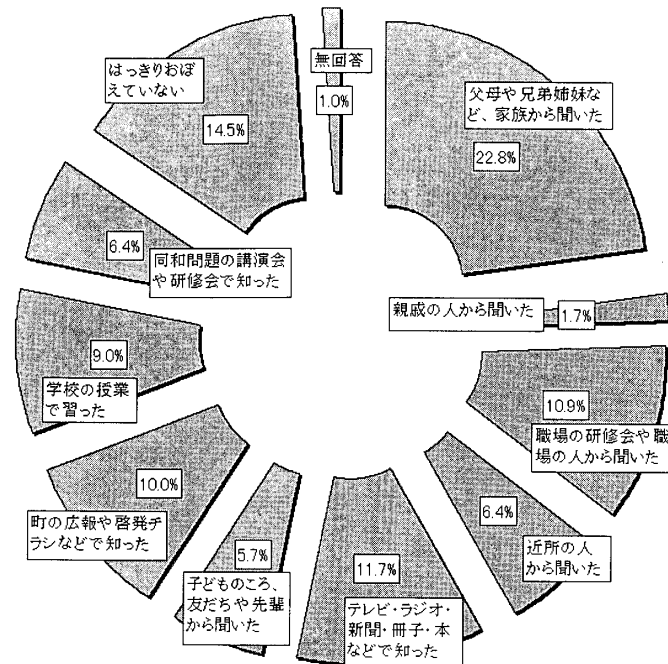 無回答
1.0%
父母や兄弟姉妹な
ど、家族から聞いた
22.8%
親戚の人から聞いた
1.7%
10.9%
職場の研修会や職
場の人から聞いた
6.4%
近所の人
から聞いた
11.7%
テレビ・ラジオ・
新聞・冊子・本
などで知った
5.7%
子どものころ、
友だちや先輩
から聞いた
10.0%
町の広報や啓発チ
ラシなどで知った
9.0%
学校の授業
で習った
6.4%
同和問題の講演会
や研修会で知った
はっきりおぼ
えていない
14.5%